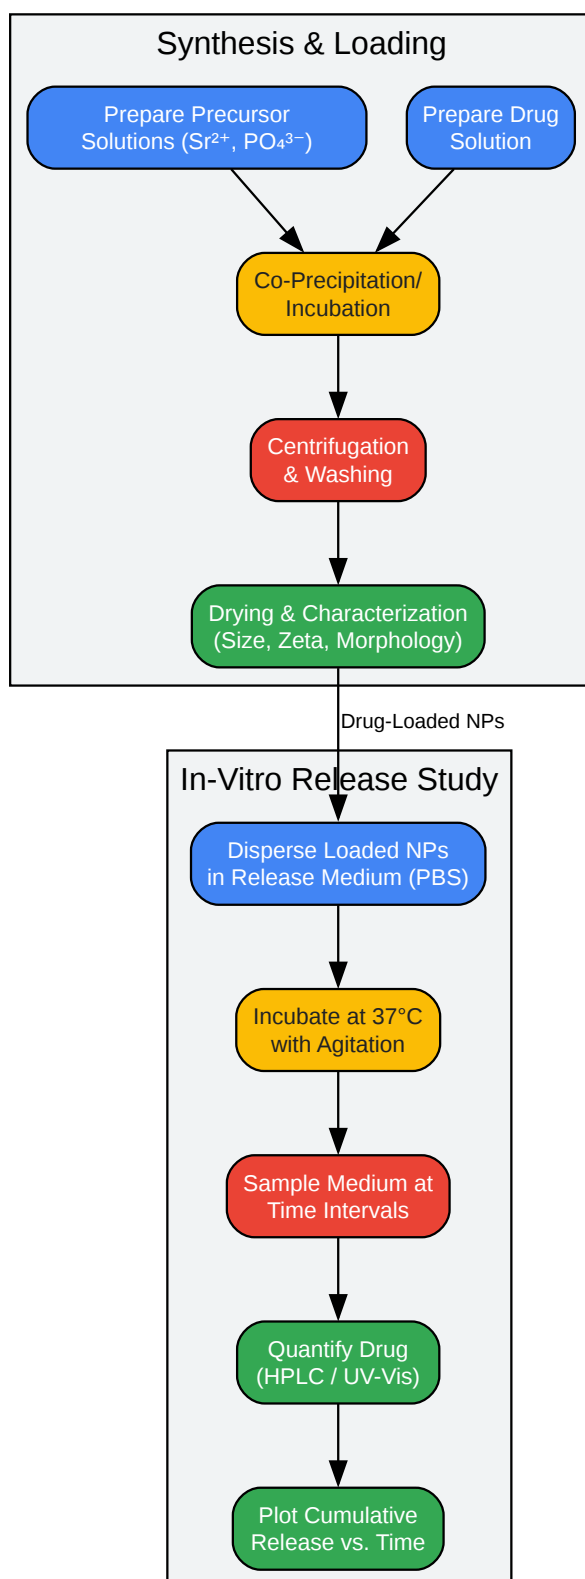 Synthesis & Loading
Prepare Precursor
Solutions (Sr²⁺, PO₄³⁻)
Prepare Drug
Solution
Co-Precipitation/
Incubation
Centrifugation
& Washing
Drying & Characterization
(Size, Zeta, Morphology)
Drug-Loaded NPs
In-Vitro Release Study
Disperse Loaded NPs
in Release Medium (PBS)
Incubate at 37°C
with Agitation
Sample Medium at
Time Intervals
Quantify Drug
(HPLC / UV-Vis)
Plot Cumulative
Release vs. Time